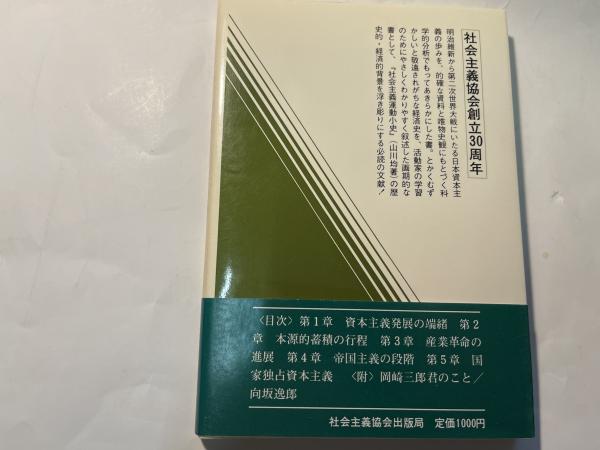 社会主義協会創立30周年
明治維新から第二次世界大戦にいたる日本資本主
義の歩みを、的確な資料と唯物史観にもとづく科
学的分析でもってあきらかにした書。とかくむず
かしいと敬遠されがちな経済史を、活動家の学習
のためにやさしくわかりやすく叙述した画期的な
書として、『社会主義運動小史』(山川均著)の歴
史的・経済的背景を浮き彫りにする必読の文献!
〈目次〉第1章　資本主義発展の端緒　第2
章　本源的蓄積の行程　第3章　産業革命の
進展　第4章　帝国主義の段階　第5章　国
家独占資本主義　〈附〉岡崎三郎君のこと/
向坂逸郎
社会主義協会出版局　定価1000円